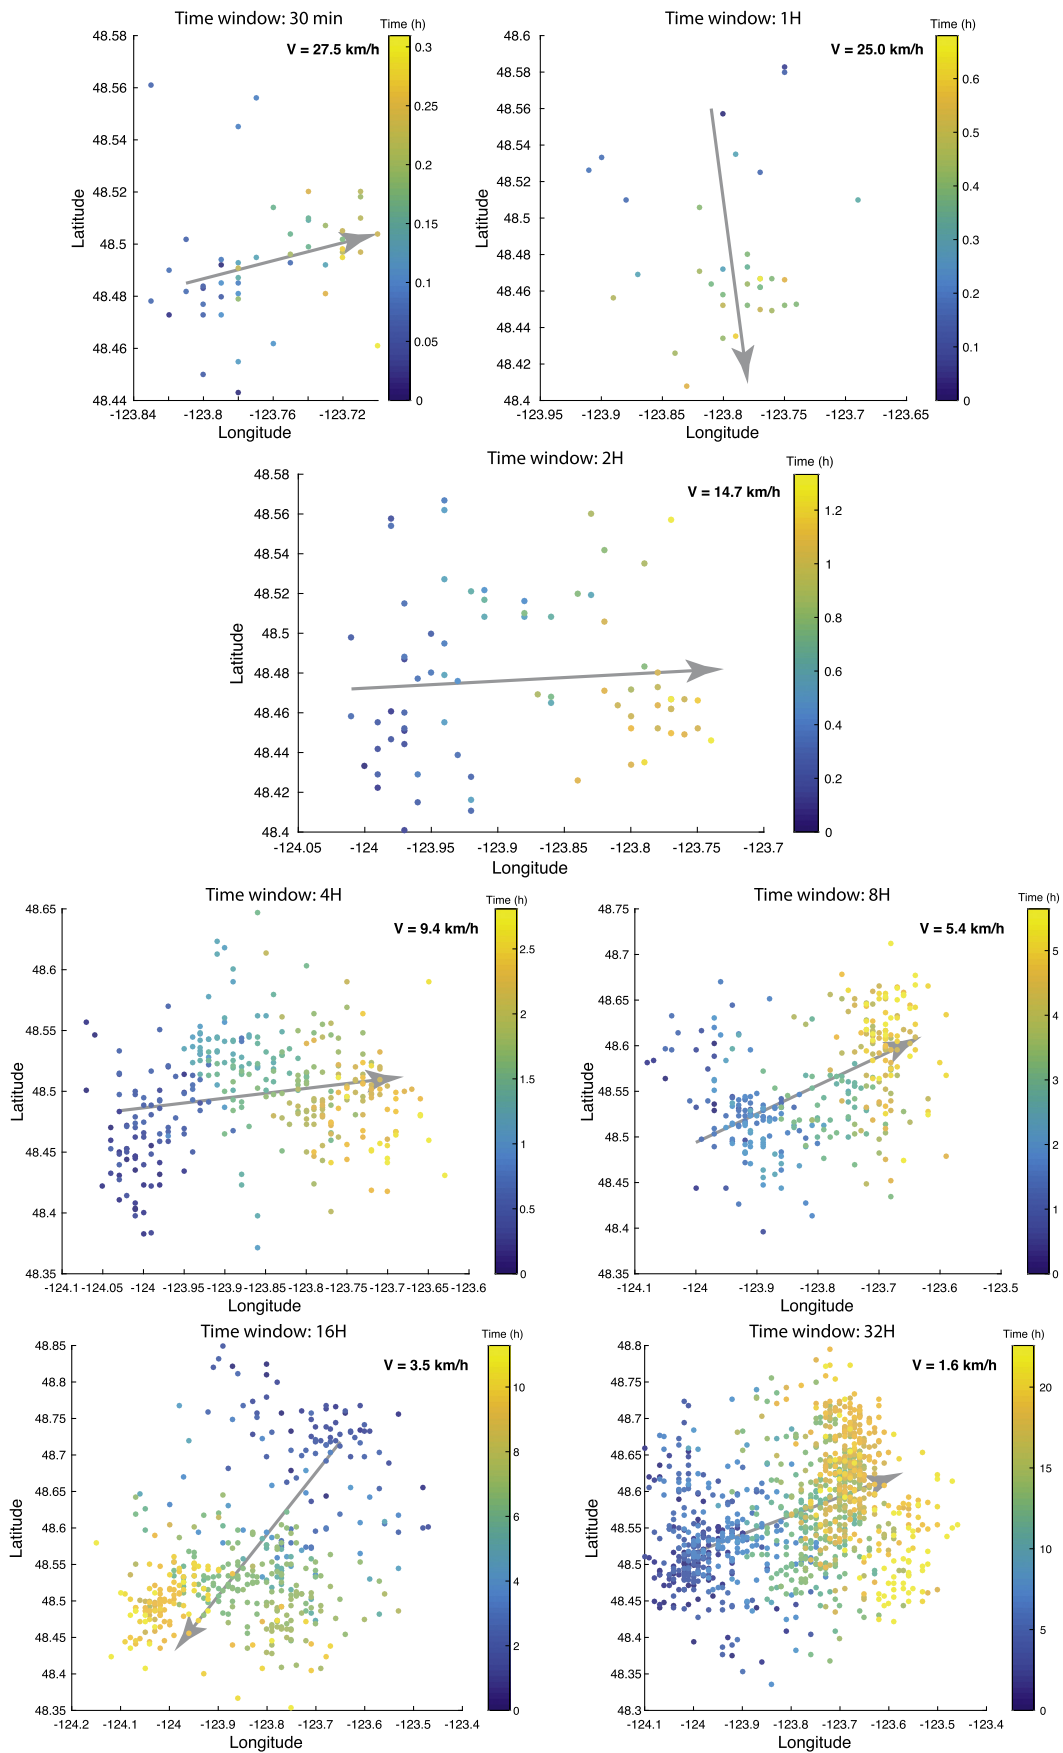 Time window: 30 min
Time (h)
V = 27.5 km/h
48.58
48.56
48.54
48.52
48.5
48.48
48.46
48.44
Latitude
-123.84 -123.8 -123.76 -123.72
Longitude
0.3
0.25
0.2
0.15
0.1
0.05
0
Time window: 1H
Time (h)
V = 25.0 km/h
48.6
48.58
48.56
48.54
48.52
48.5
48.48
48.46
48.44
48.42
48.4
Latitude
-123.95 -123.9 -123.85 -123.8 -123.75 -123.7 -123.65
Longitude
0.6
0.5
0.4
0.3
0.2
0.1
0
Time window: 2H
Time (h)
V = 14.7 km/h
48.58
48.56
48.54
48.52
48.5
48.48
48.46
48.44
48.42
48.4
Latitude
-124.05 -124 -123.95 -123.9 -123.85 -123.8 -123.75 -123.7
Longitude
1.2
1
0.8
0.6
0.4
0.2
0
Time window: 4H
Time (h)
V = 9.4 km/h
48.65
48.6
48.55
48.5
48.45
48.4
48.35
Latitude
-124.1 -124.05 -124 -123.95 -123.9 -123.85 -123.8 -123.75 -123.7 -123.65 -123.6
Longitude
2.5
2
1.5
1
0.5
0
Time window: 8H
Time (h)
V = 5.4 km/h
48.75
48.7
48.65
48.6
48.55
48.5
48.45
48.4
48.35
Latitude
-124.1 -124 -123.9 -123.8 -123.7 -123.6 -123.5
Longitude
5
4
3
2
1
0
Time window: 16H
Time (h)
V = 3.5 km/h
48.85
48.8
48.75
48.7
48.65
48.6
48.55
48.5
48.45
48.4
48.35
Latitude
-124.2 -124.1 -124 -123.9 -123.8 -123.7 -123.6 -123.5 -123.4
Longitude
10
8
6
4
2
0
Time window: 32H
Time (h)
V = 1.6 km/h
48.8
48.75
48.7
48.65
48.6
48.55
48.5
48.45
48.4
48.35
48.3
Latitude
-124.1 -124 -123.9 -123.8 -123.7 -123.6 -123.5 -123.4
Longitude
20
15
10
5
0